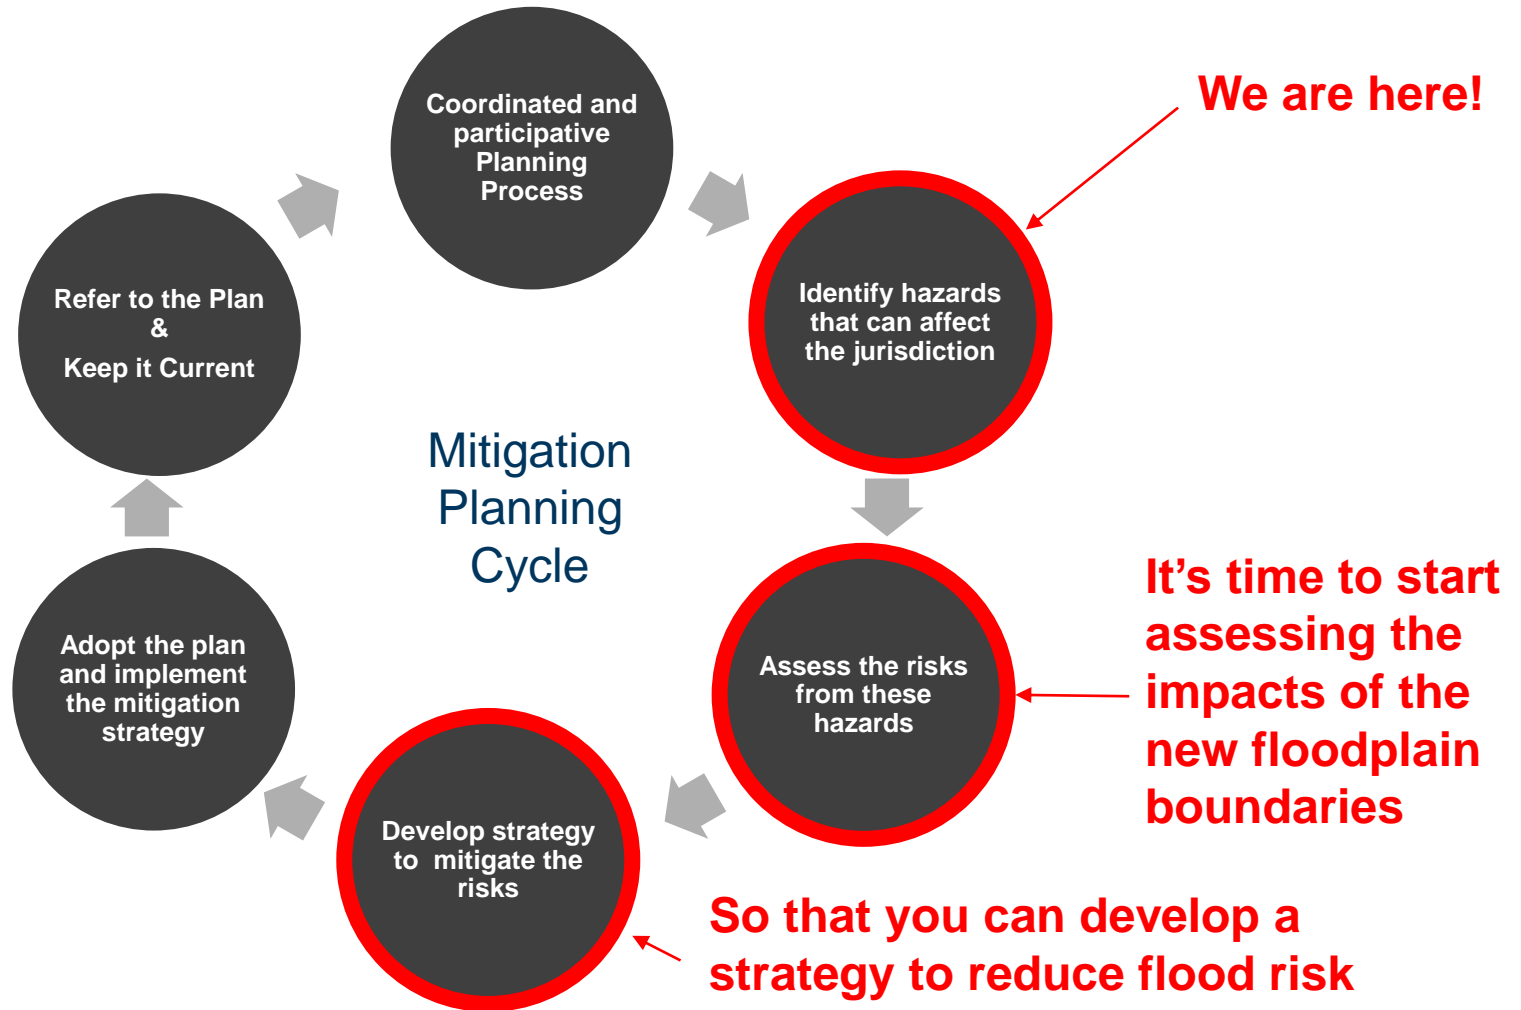 Coordinated and
participative
Planning
Process
We are here!
Identify hazards
that can affect
the jurisdiction
Refer to the Plan
&
Keep it Current
Mitigation
Planning
Cycle
Assess the risks
from these
hazards
It’s time to start
assessing the
impacts of the
new floodplain
boundaries
Develop strategy
to mitigate the
risks
So that you can develop a
strategy to reduce flood risk
Adopt the plan
and implement
the mitigation
strategy